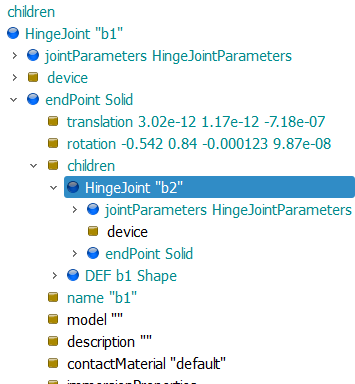 children
HingeJoint "b1"
jointParameters HingeJointParameters
device
endPoint Solid
translation 3.02e-12 1.17e-12 -7.18e-07
rotation -0.542 0.84 -0.000123 9.87e-08
children
HingeJoint "b2"
jointParameters HingeJointParameters
device
endPoint Solid
DEF b1 Shape
name "b1"
model ""
description ""
contactMaterial "default"
immersionProperties